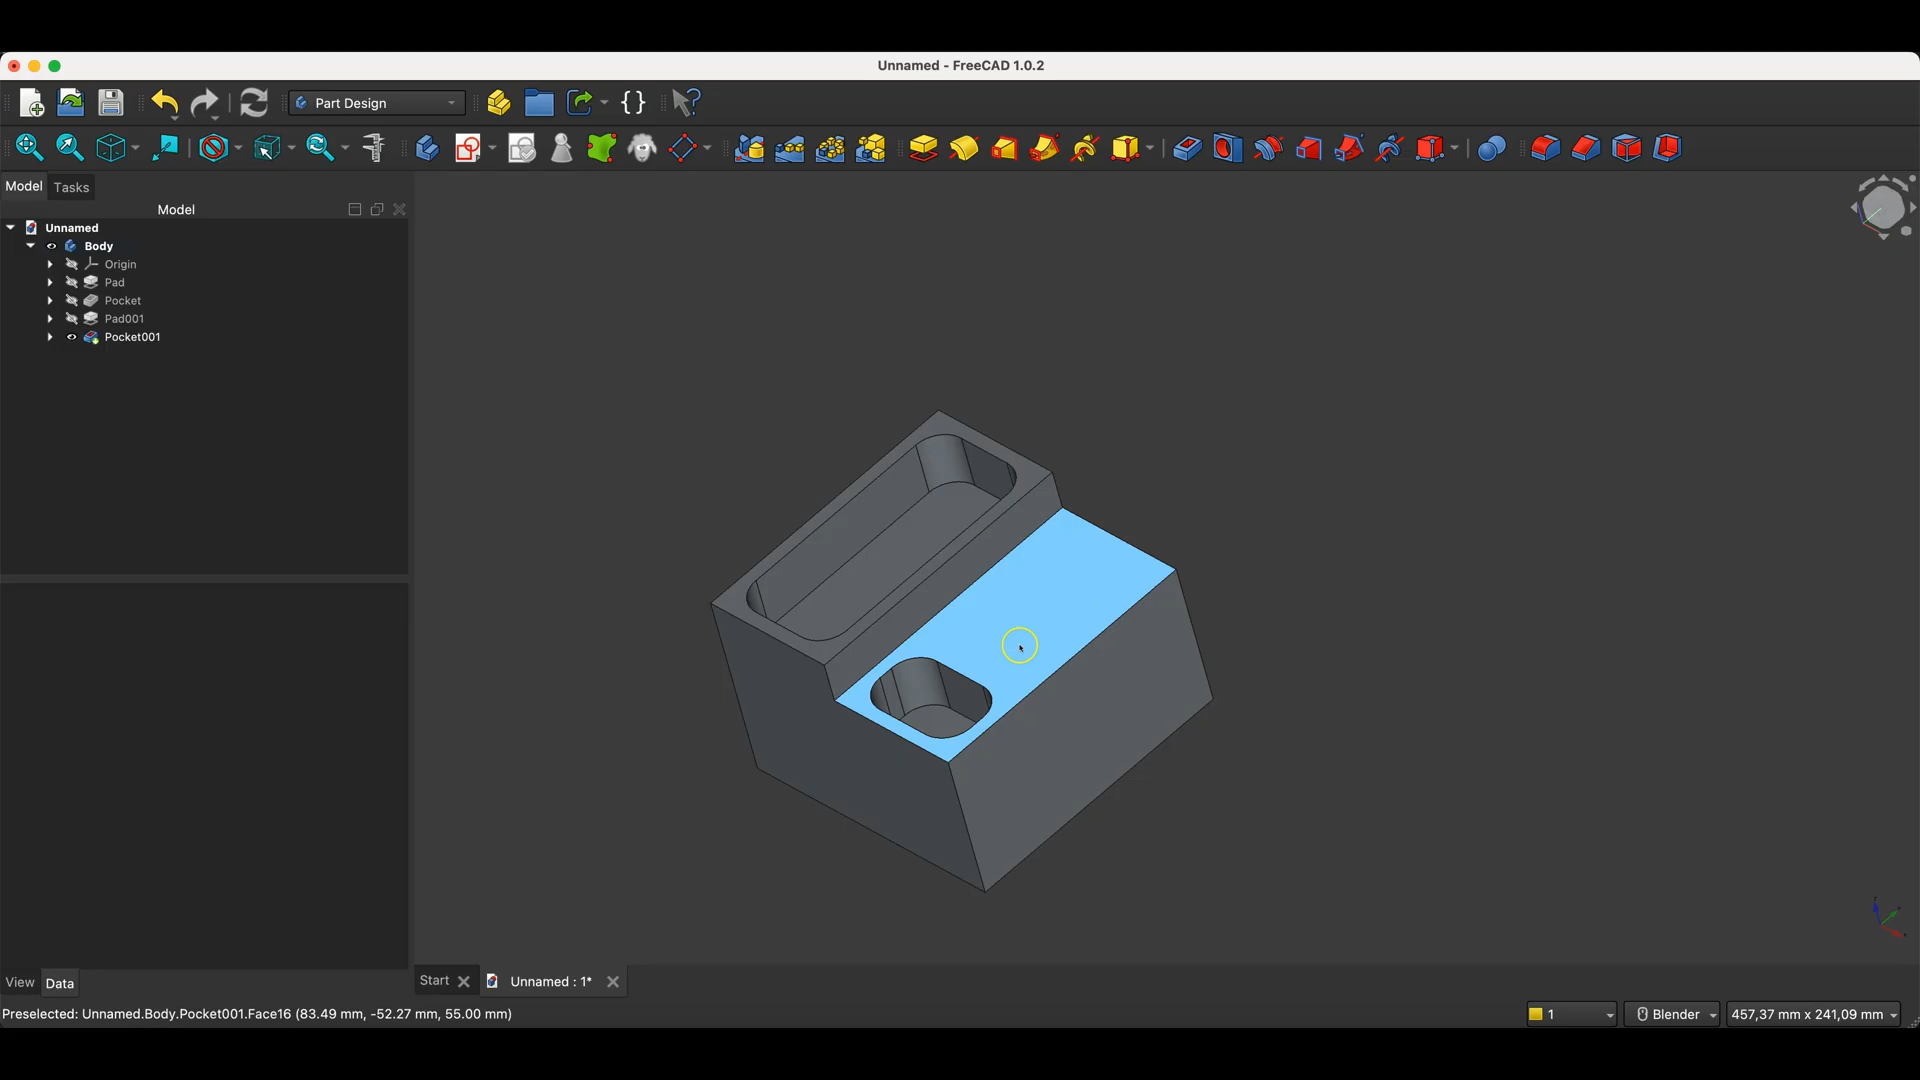 Unnamed - FreeCAD 1.0.2
Part Design
Model
Tasks
Model
Unnamed
Body
Origin
Pad
Pocket
Pad001
Pocket001
View
Data
Start
Unnamed : 1*
Preselected: Unnamed.Body.Pocket001.Face16 (83.49 mm, -52.27 mm, 55.00 mm)
1
Blender
457,37 mm x 241,09 mm